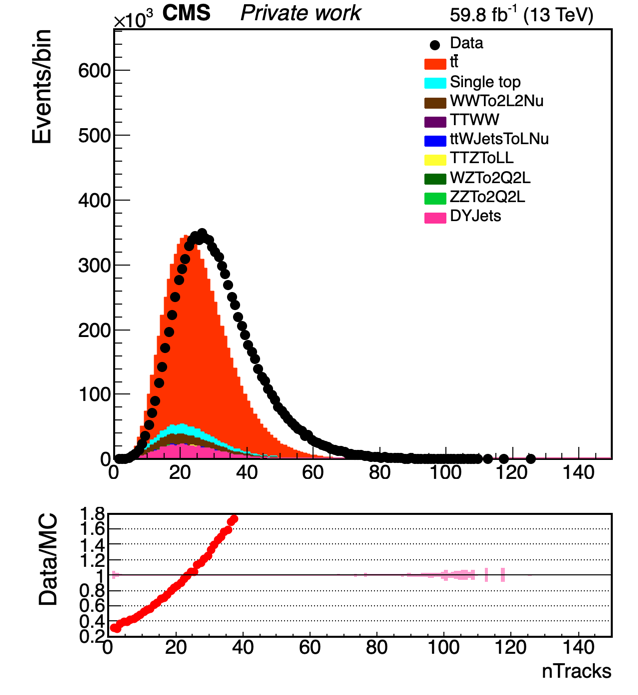 ×10³ CMS Private work 59.8 fb⁻¹ (13 TeV)
Events/bin
600
500
400
300
200
100
0
0 20 40 60 80 100 120 140
Data
tt̄
Single top
WWTo2L2Nu
TTWW
ttWJetsToLNu
TTZToLL
WZTo2Q2L
ZZTo2Q2L
DYJets
Data/MC
1.8
1.6
1.4
1.2
1
0.8
0.6
0.4
0.2
0 20 40 60 80 100 120 140
nTracks